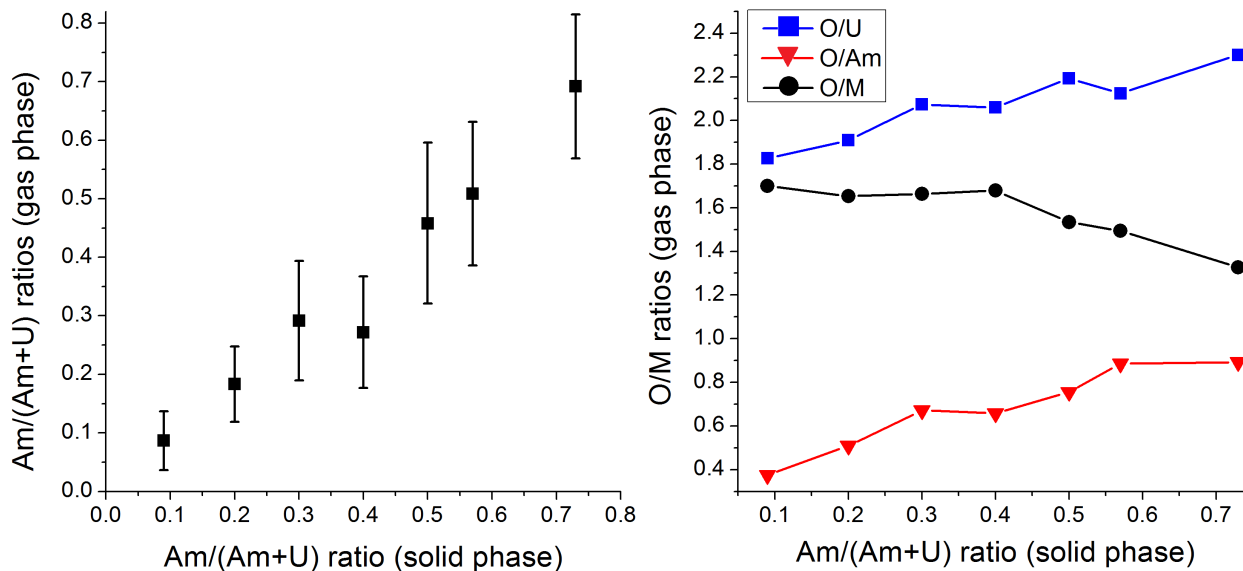 Am/(Am+U) ratios (gas phase)
0.8
0.7
0.6
0.5
0.4
0.3
0.2
0.1
0.0
0.0 0.1 0.2 0.3 0.4 0.5 0.6 0.7 0.8
Am/(Am+U) ratio (solid phase)
O/M ratios (gas phase)
2.4
2.2
2.0
1.8
1.6
1.4
1.2
1.0
0.8
0.6
0.4
O/U
O/Am
O/M
0.1 0.2 0.3 0.4 0.5 0.6 0.7
Am/(Am+U) ratio (solid phase)